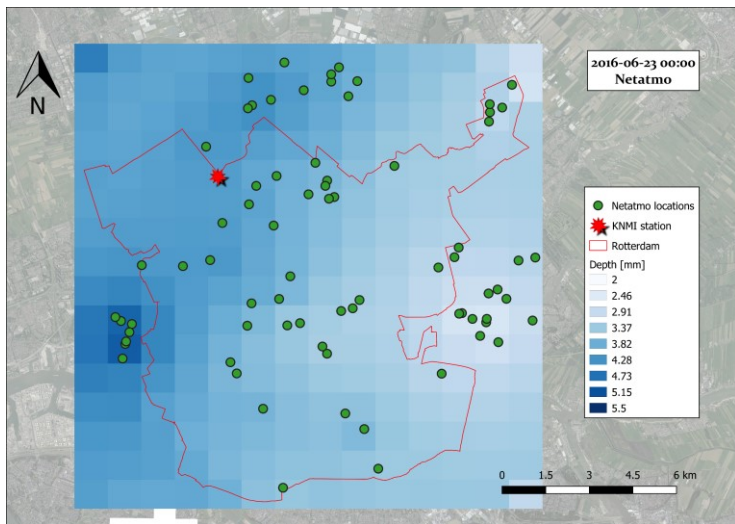 2016-06-23 00:00
Netatmo
N
Netatmo locations
KNMI station
Rotterdam
Depth [mm]
2
2.46
2.91
3.37
3.82
4.28
4.73
5.15
5.5
0 1.5 3 4.5 6 km